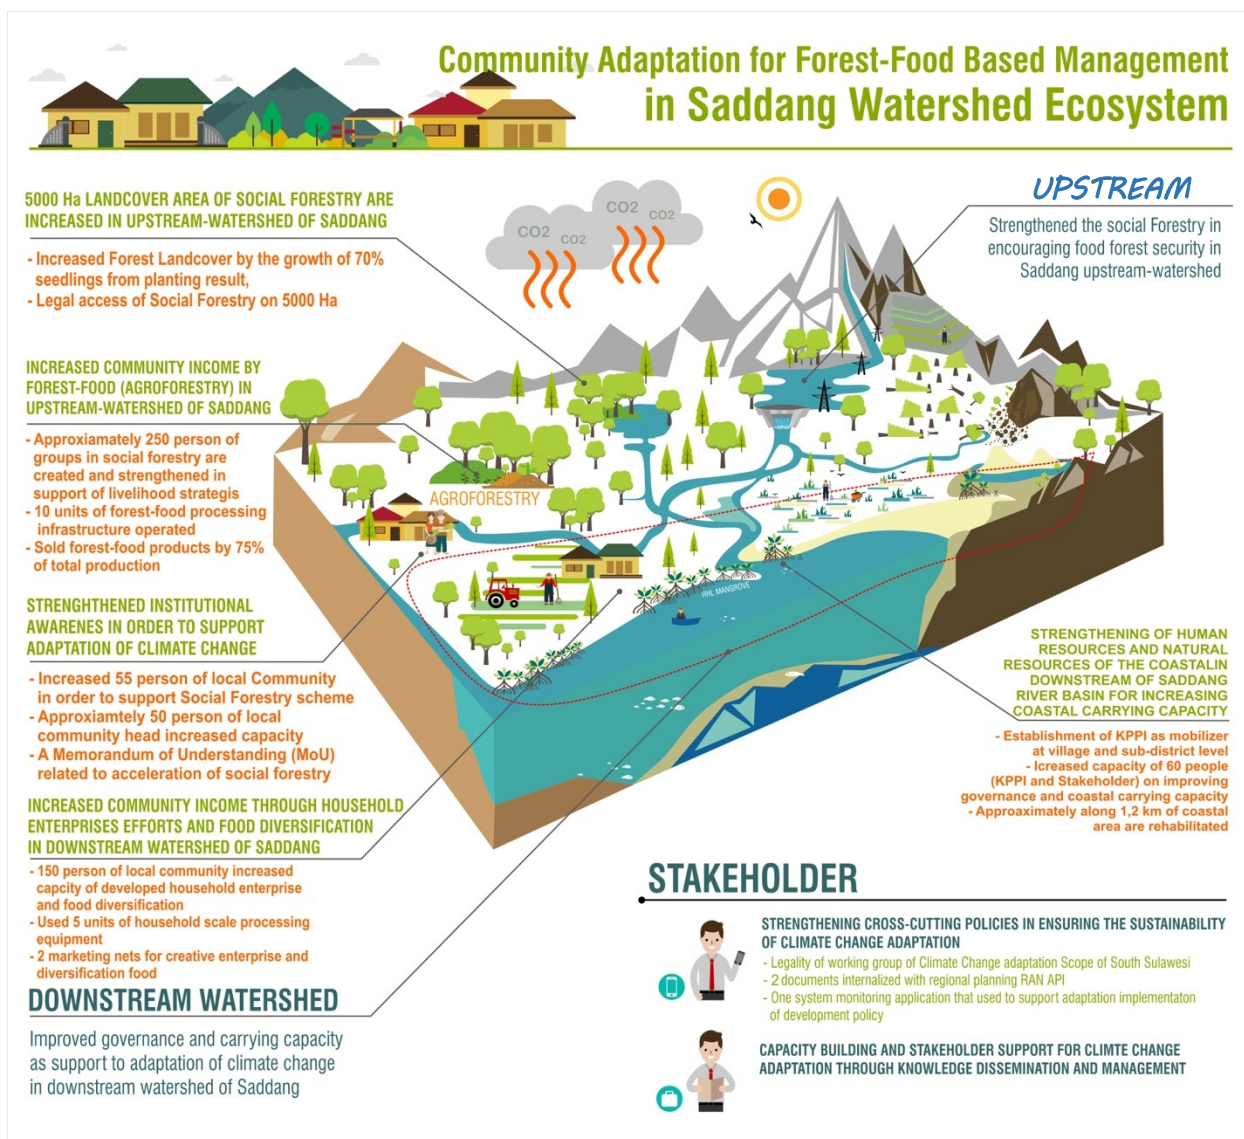 Community Adaptation for Forest-Food Based Management
in Saddang Watershed Ecosystem
5000 Ha LANDCOVER AREA OF SOCIAL FORESTRY ARE
INCREASED IN UPSTREAM-WATERSHED OF SADDANG
- Increased Forest Landcover by the growth of 70%
seedlings from planting result,
- Legal access of Social Forestry on 5000 Ha
CO2
CO2
CO2
CO2
UPSTREAM
Strengthened the social Forestry in
encouraging food forest security in
Saddang upstream-watershed
INCREASED COMMUNITY INCOME BY
FOREST-FOOD (AGROFORESTRY) IN
UPSTREAM-WATERSHED OF SADDANG
- Approxiamately 250 person of
groups in social forestry are
created and strengthened in
support of livelihood strategis
- 10 units of forest-food processing
infrastructure operated
- Sold forest-food products by 75%
of total production
AGROFORESTRY
RHL MANGROVE
STRENGHTHENED INSTITUTIONAL
AWARENES IN ORDER TO SUPPORT
ADAPTATION OF CLIMATE CHANGE
- Increased 55 person of local Community
in order to support Social Forestry scheme
- Approxiamtely 50 person of local
community head increased capacity
- A Memorandum of Understanding (MoU)
related to acceleration of social forestry
INCREASED COMMUNITY INCOME THROUGH HOUSEHOLD
ENTERPRISES EFFORTS AND FOOD DIVERSIFICATION
IN DOWNSTREAM WATERSHED OF SADDANG
- 150 person of local community increased
capcity of developed household enterprise
and food diversification
- Used 5 units of household scale processing
equipment
- 2 marketing nets for creative enterprise and
diversification food
DOWNSTREAM WATERSHED
Improved governance and carrying capacity
as support to adaptation of climate change
in downstream watershed of Saddang
STRENGTHENING OF HUMAN
RESOURCES AND NATURAL
RESOURCES OF THE COASTALIN
DOWNSTREAM OF SADDANG
RIVER BASIN FOR INCREASING
COASTAL CARRYING CAPACITY
- Establishment of KPPI as mobilizer
at village and sub-district level
- Icreased capacity of 60 people
(KPPI and Stakeholder) on improving
governance and coastal carrying capacity
- Approaximately along 1,2 km of coastal
area are rehabilitated
STAKEHOLDER
STRENGTHENING CROSS-CUTTING POLICIES IN ENSURING THE SUSTAINABILITY
OF CLIMATE CHANGE ADAPTATION
- Legality of working group of Climate Change adaptation Scope of South Sulawesi
- 2 documents internalized with regional planning RAN API
- One system monitoring application that used to support adaptation implementaton
of development policy
CAPACITY BUILDING AND STAKEHOLDER SUPPORT FOR CLIMTE CHANGE
ADAPTATION THROUGH KNOWLEDGE DISSEMINATION AND MANAGEMENT